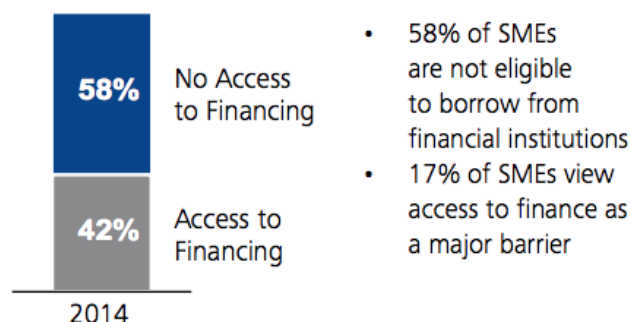 58%
No Access
to Financing
42%
Access to
Financing
2014
• 58% of SMEs
are not eligible
to borrow from
financial institutions
• 17% of SMEs view
access to finance as
a major barrier